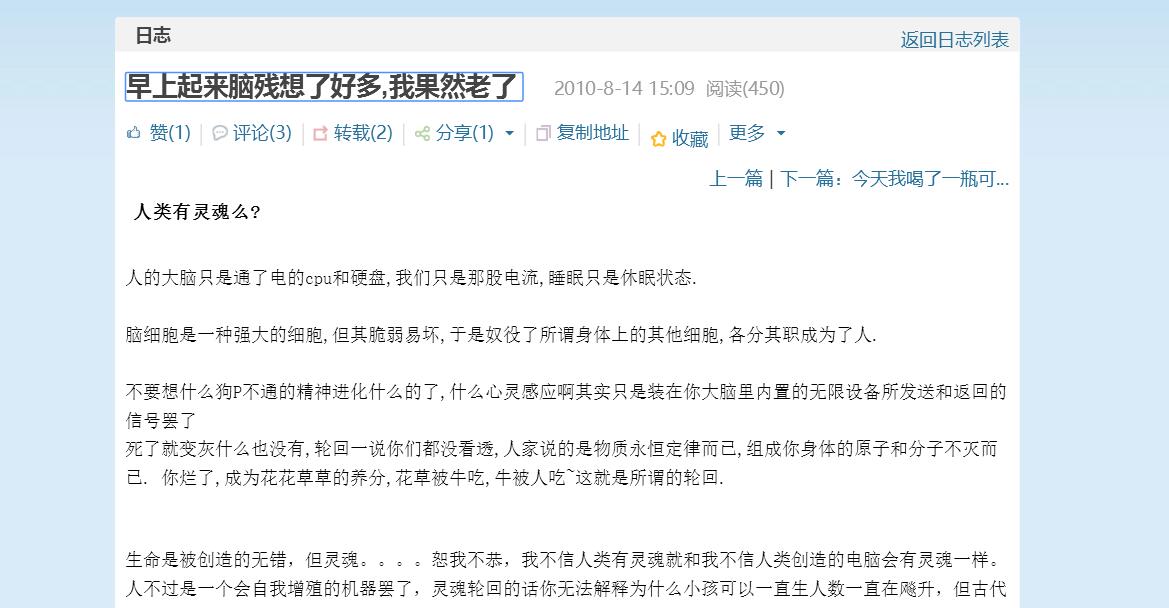 日志
返回日志列表
早上起来脑残想了好多,我果然老了 2010-8-14 15:09 阅读(450)
赞(1) 评论(3) 转载(2) 分享(1) 复制地址 收藏 更多
上一篇 | 下一篇：今天我喝了一瓶可...
人类有灵魂么?
人的大脑只是通了电的cpu和硬盘,我们只是那股电流,睡眠只是休眠状态.
脑细胞是一种强大的细胞,但其脆弱易坏,于是奴役了所谓身体上的其他细胞,各分其职成为了人.
不要想什么狗P不通的精神进化什么的了,什么心灵感应啊其实只是装在你大脑里内置的无限设备所发送和返回的
信号罢了
死了就变灰什么也没有,轮回一说你们都没看透,人家说的是物质永恒定律而已,组成你身体的原子和分子不灭而
已. 你烂了,成为花花草草的养分,花草被牛吃,牛被人吃~这就是所谓的轮回.
生命是被创造的无错，但灵魂。。。。恕我不恭，我不信人类有灵魂就和我不信人类创造的电脑会有灵魂一样。
人不过是一个会自我增殖的机器罢了，灵魂轮回的话你无法解释为什么小孩可以一直生人数一直在飚升，但古代